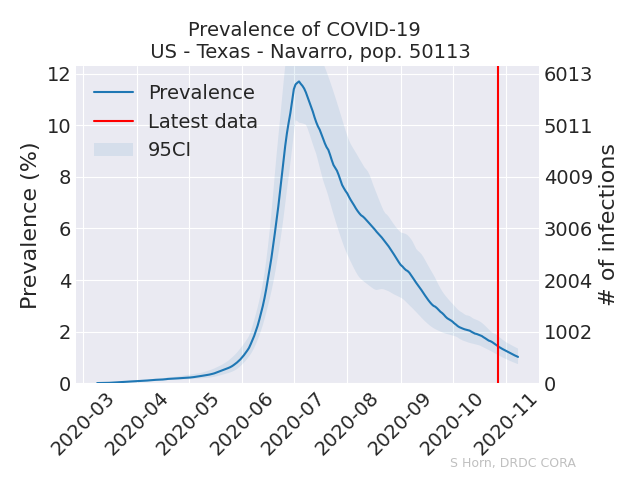 Prevalence of COVID-19
US - Texas - Navarro, pop. 50113
12
10
8
6
4
2
0
Prevalence (%)
Prevalence
Latest data
95CI
6013
5011
4009
3006
2004
1002
0
# of infections
2020-03
2020-04
2020-05
2020-06
2020-07
2020-08
2020-09
2020-10
2020-11
S Horn, DRDC CORA